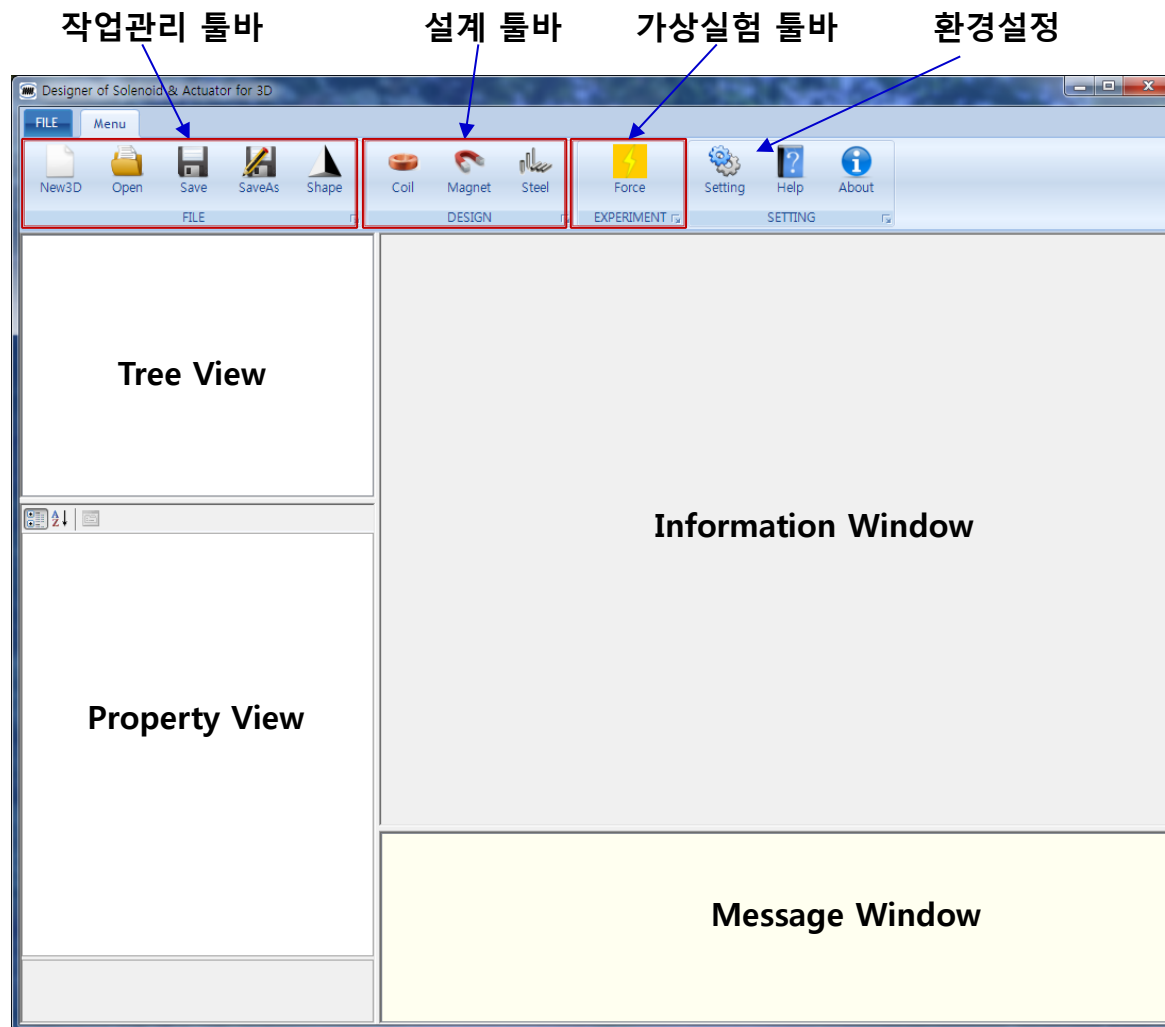 작업관리 툴바 설계 툴바 가상실험 툴바 환경설정
Designer of Solenoid & Actuator for 3D
FILE Menu
New3D Open Save SaveAs Shape Coil Magnet Steel Force Setting Help About
FILE DESIGN EXPERIMENT SETTING
Tree View
Information Window
Property View
Message Window